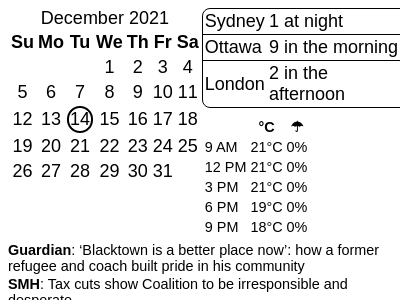 December 2021
Su Mo Tu We Th Fr Sa
1 2 3 4
5 6 7 8 9 10 11
12 13 14 15 16 17 18
19 20 21 22 23 24 25
26 27 28 29 30 31
Sydney 1 at night
Ottawa 9 in the morning
London 2 in the
afternoon
°C ☂
9 AM 21°C 0%
12 PM 21°C 0%
3 PM 21°C 0%
6 PM 19°C 0%
9 PM 18°C 0%
Guardian: ‘Blacktown is a better place now’: how a former
refugee and coach built pride in his community
SMH: Tax cuts show Coalition to be irresponsible and
desperate